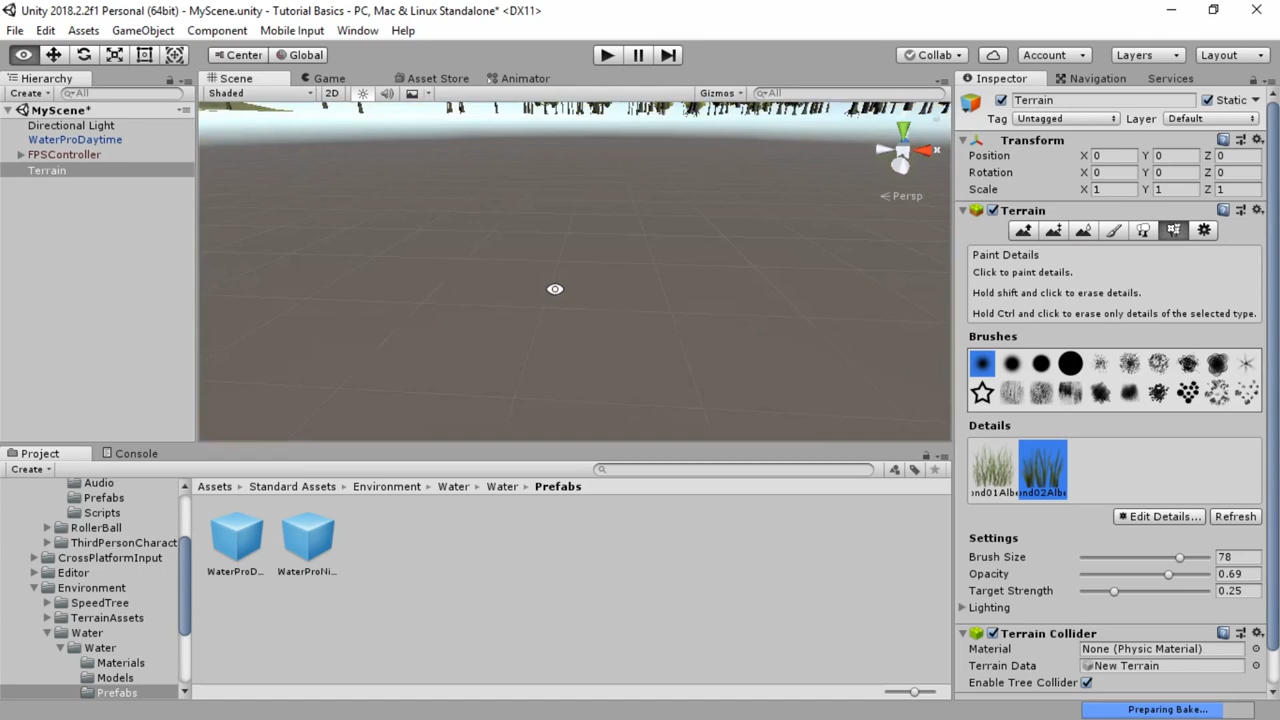 Unity 2018.2.2f1 Personal (64bit) - MyScene.unity - Tutorial Basics - PC, Mac & Linux Standalone* <DX11>
File Edit Assets GameObject Component Mobile Input Window Help
Center Global Collab Account Layers Layout
Hierarchy
Create All
MyScene*
Directional Light
WaterProDaytime
FPSController
Terrain
Scene Game Asset Store Animator
Shaded 2D Gizmos All
x
Persp
Project Console
Create
Audio
Prefabs
Scripts
RollerBall
ThirdPersonCharact
CrossPlatformInput
Editor
Environment
SpeedTree
TerrainAssets
Water
Water
Materials
Models
Prefabs
Assets Standard Assets Environment Water Water Prefabs
WaterProD... WaterProNi...
Inspector Navigation Services
Terrain Static
Tag Untagged Layer Default
Transform
Position X 0 Y 0 Z 0
Rotation X 0 Y 0 Z 0
Scale X 1 Y 1 Z 1
Terrain
Paint Details
Click to paint details.
Hold shift and click to erase details.
Hold Ctrl and click to erase only details of the selected type.
Brushes
Details
ond01Albe ond02Albe
Edit Details... Refresh
Settings
Brush Size 78
Opacity 0.69
Target Strength 0.25
Lighting
Terrain Collider
Material None (Physic Material)
Terrain Data New Terrain
Enable Tree Collider
Preparing Bake...